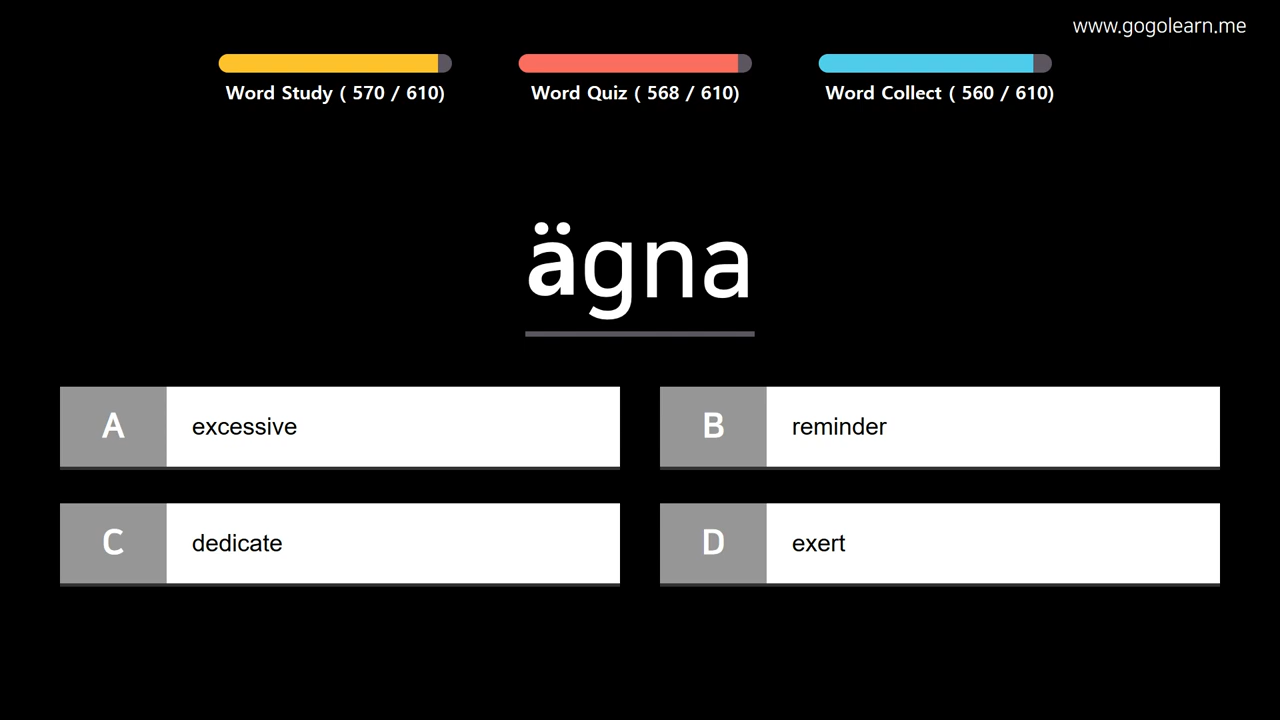 www.gogolearn.me
Word Study ( 570 / 610)
Word Quiz ( 568 / 610)
Word Collect ( 560 / 610)
ägna
A excessive
B reminder
C dedicate
D exert